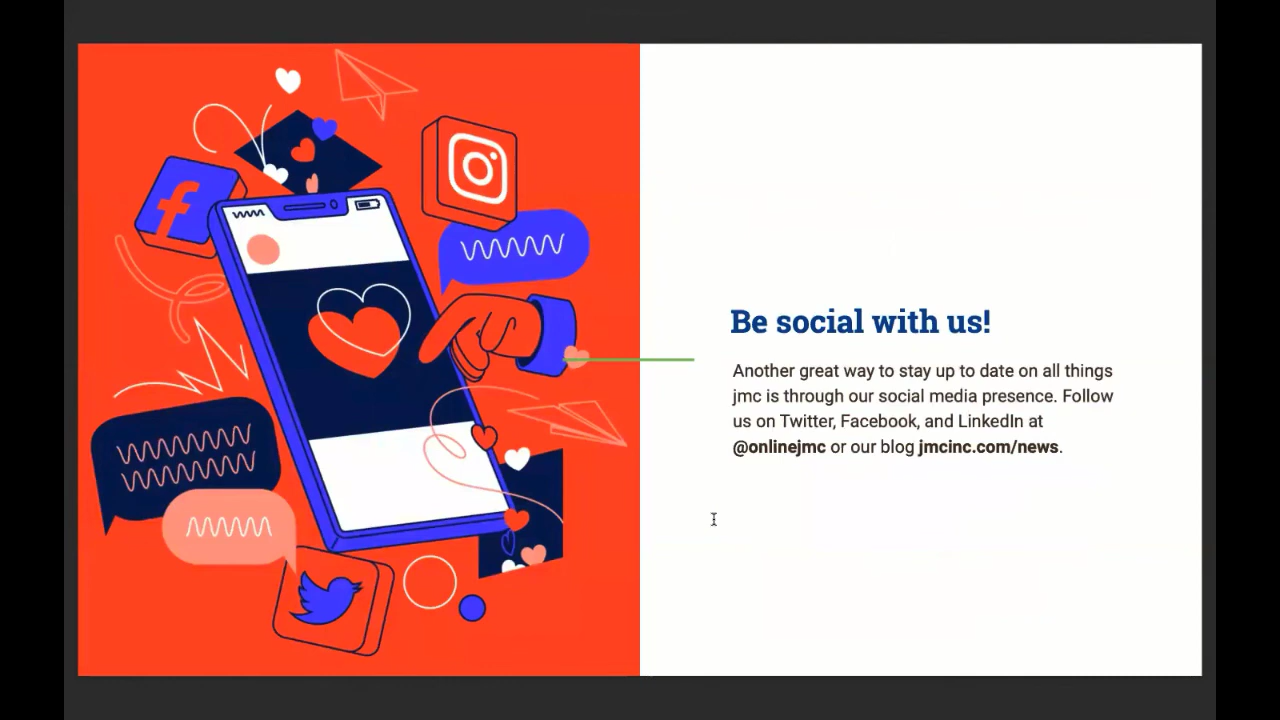 Be social with us!
Another great way to stay up to date on all things
jmc is through our social media presence. Follow
us on Twitter, Facebook, and LinkedIn at
@onlinejmc or our blog jmcinc.com/news.